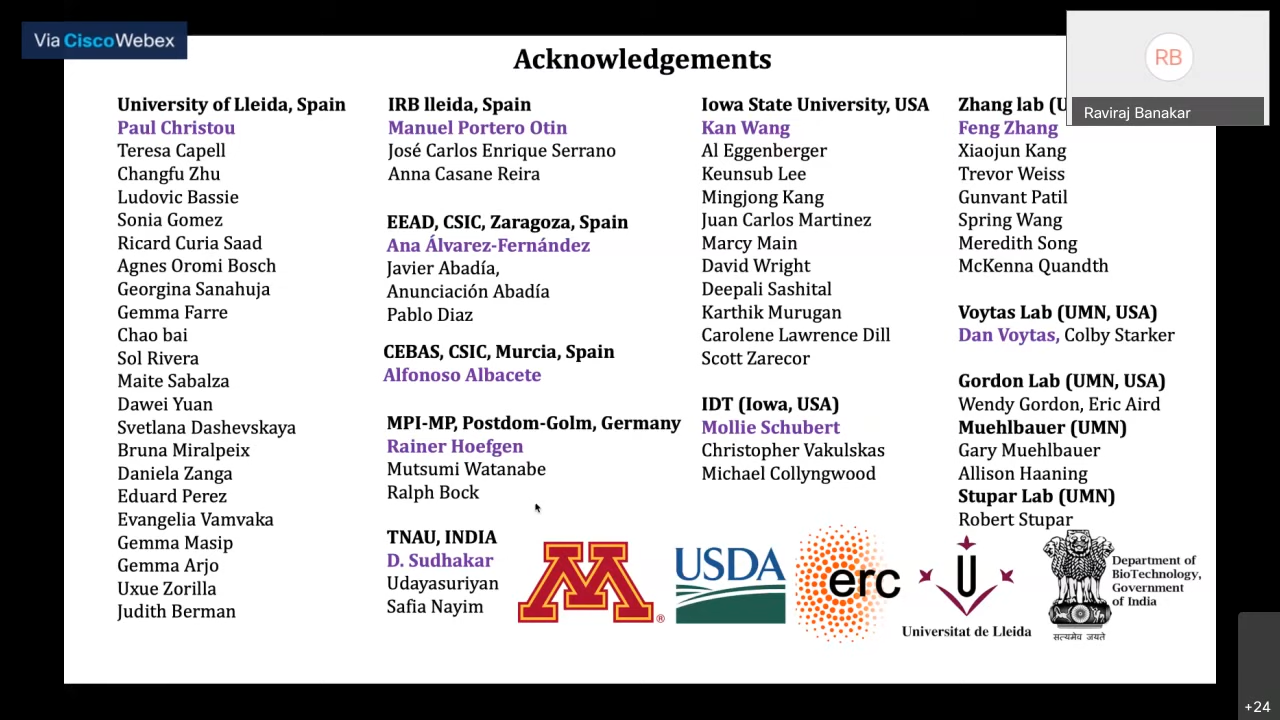 Via Cisco Webex
RB
Raviraj Banakar
Acknowledgements
University of Lleida, Spain
Paul Christou
Teresa Capell
Changfu Zhu
Ludovic Bassie
Sonia Gomez
Ricard Curia Saad
Agnes Oromi Bosch
Georgina Sanahuja
Gemma Farre
Chao bai
Sol Rivera
Maite Sabalza
Dawei Yuan
Svetlana Dashevskaya
Bruna Miralpeix
Daniela Zanga
Eduard Perez
Evangelia Vamvaka
Gemma Masip
Gemma Arjo
Uxue Zorilla
Judith Berman
IRB lleida, Spain
Manuel Portero Otin
José Carlos Enrique Serrano
Anna Casane Reira
EEAD, CSIC, Zaragoza, Spain
Ana Álvarez-Fernández
Javier Abadía,
Anunciación Abadía
Pablo Diaz
CEBAS, CSIC, Murcia, Spain
Alfonoso Albacete
MPI-MP, Postdom-Golm, Germany
Rainer Hoefgen
Mutsumi Watanabe
Ralph Bock
TNAU, INDIA
D. Sudhakar
Udayasuriyan
Safia Nayim
Iowa State University, USA
Kan Wang
Al Eggenberger
Keunsub Lee
Mingjong Kang
Juan Carlos Martinez
Marcy Main
David Wright
Deepali Sashital
Karthik Murugan
Carolene Lawrence Dill
Scott Zarecor
IDT (Iowa, USA)
Mollie Schubert
Christopher Vakulskas
Michael Collyngwood
Zhang lab (U
Feng Zhang
Xiaojun Kang
Trevor Weiss
Gunvant Patil
Spring Wang
Meredith Song
McKenna Quandth
Voytas Lab (UMN, USA)
Dan Voytas, Colby Starker
Gordon Lab (UMN, USA)
Wendy Gordon, Eric Aird
Muehlbauer (UMN)
Gary Muehlbauer
Allison Haaning
Stupar Lab (UMN)
Robert Stupar
M®
USDA
erc
U
Universitat de Lleida
सत्यमेव जयते
Department of
BioTechnology,
Government
of India
+24